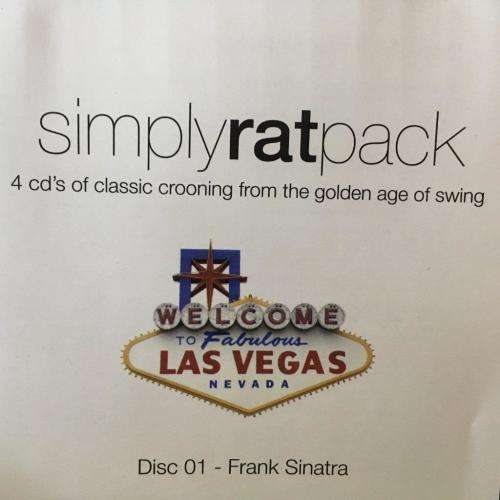 simplyratpack
4 cd's of classic crooning from the golden age of swing
WELCOME
TO Fabulous
LAS VEGAS
NEVADA
Disc 01 - Frank Sinatra